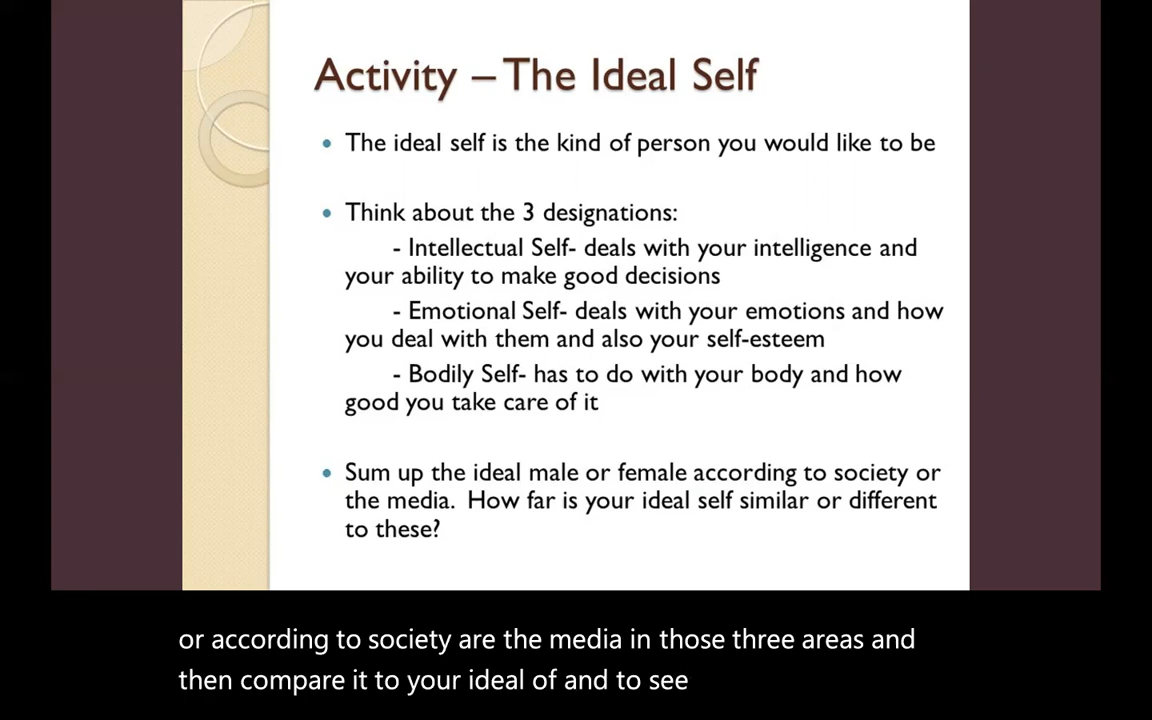 Activity – The Ideal Self
• The ideal self is the kind of person you would like to be
• Think about the 3 designations:
- Intellectual Self- deals with your intelligence and
your ability to make good decisions
- Emotional Self- deals with your emotions and how
you deal with them and also your self-esteem
- Bodily Self- has to do with your body and how
good you take care of it
• Sum up the ideal male or female according to society or
the media.  How far is your ideal self similar or different
to these?
or according to society are the media in those three areas and
then compare it to your ideal of and to see